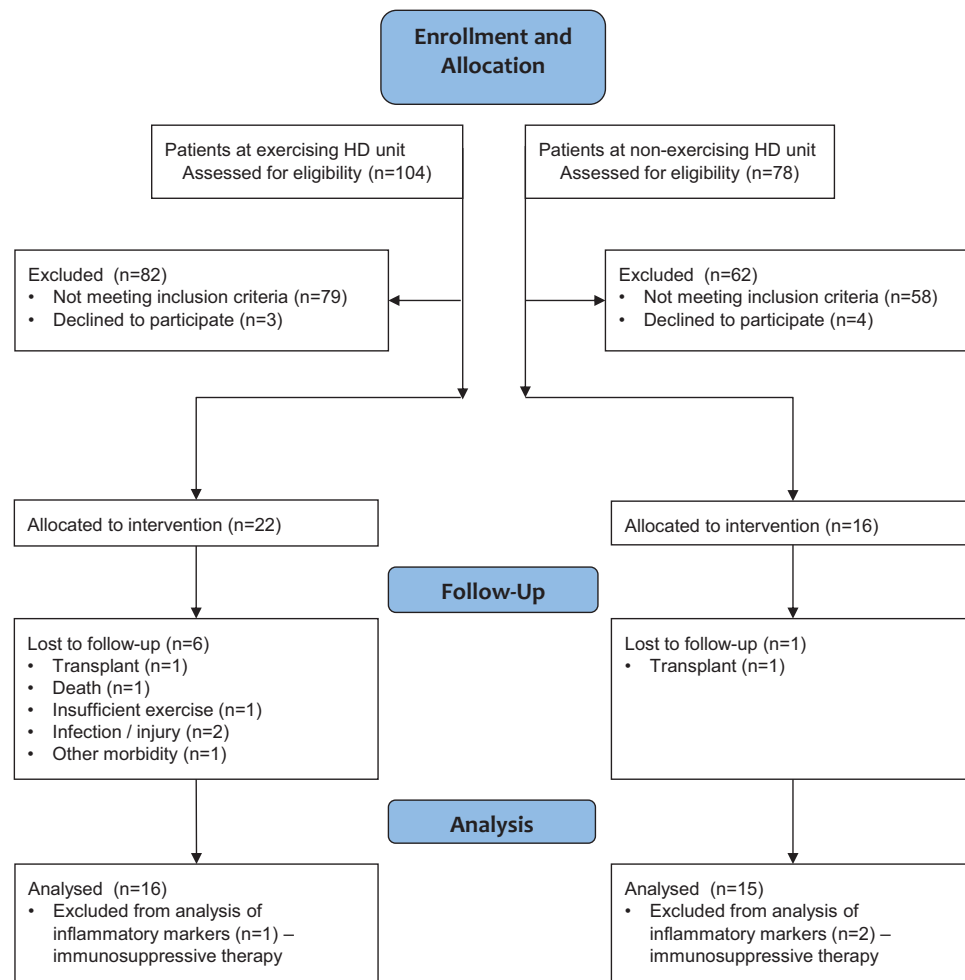 Enrollment and
Allocation
Patients at exercising HD unit
Assessed for eligibility (n=104)
Patients at non-exercising HD unit
Assessed for eligibility (n=78)
Excluded (n=82)
• Not meeting inclusion criteria (n=79)
• Declined to participate (n=3)
Excluded (n=62)
• Not meeting inclusion criteria (n=58)
• Declined to participate (n=4)
Allocated to intervention (n=22)
Allocated to intervention (n=16)
Follow-Up
Lost to follow-up (n=6)
• Transplant (n=1)
• Death (n=1)
• Insufficient exercise (n=1)
• Infection / injury (n=2)
• Other morbidity (n=1)
Lost to follow-up (n=1)
• Transplant (n=1)
Analysis
Analysed (n=16)
• Excluded from analysis of
inflammatory markers (n=1) –
immunosuppressive therapy
Analysed (n=15)
• Excluded from analysis of
inflammatory markers (n=2) –
immunosuppressive therapy